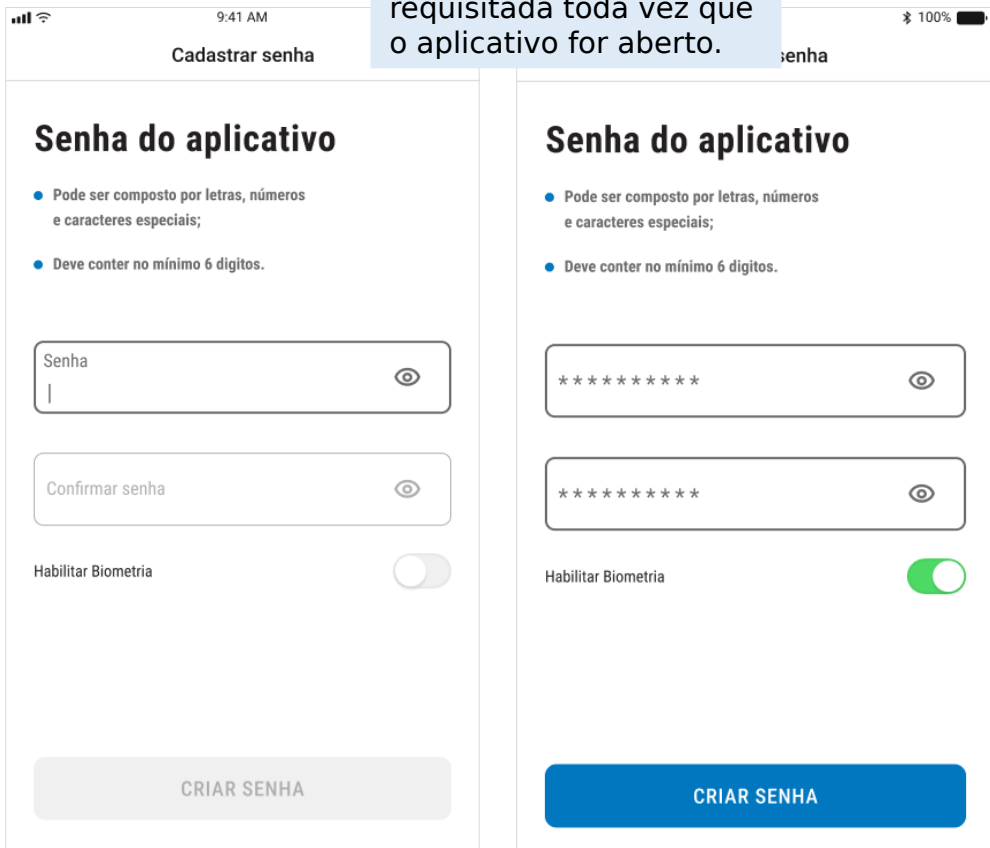 9:41 AM
requisitada toda vez que
o aplicativo for aberto.
100%
Cadastrar senha
senha
Senha do aplicativo
Pode ser composto por letras, números
e caracteres especiais;
Deve conter no mínimo 6 digitos.
Senha
Confirmar senha
Habilitar Biometria
CRIAR SENHA
Senha do aplicativo
Pode ser composto por letras, números
e caracteres especiais;
Deve conter no mínimo 6 digitos.
**********
**********
Habilitar Biometria
CRIAR SENHA